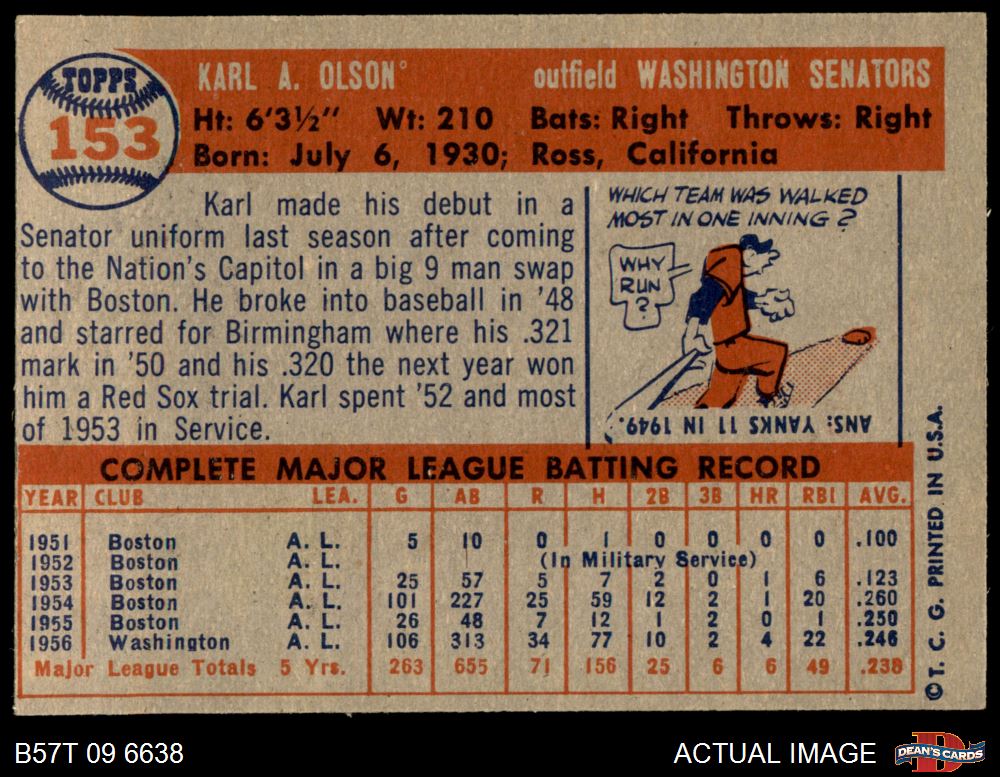 TOPPS
153
KARL A. OLSON° outfield WASHINGTON SENATORS
Ht: 6'3½" Wt: 210 Bats: Right Throws: Right
Born: July 6, 1930; Ross, California
Karl made his debut in a
Senator uniform last season after coming
to the Nation's Capitol in a big 9 man swap
with Boston. He broke into baseball in '48
and starred for Birmingham where his .321
mark in '50 and his .320 the next year won
him a Red Sox trial. Karl spent '52 and most
of 1953 in Service.
WHICH TEAM WAS WALKED
MOST IN ONE INNING?
WHY
RUN
?
ANS: YANKS 11 IN 1949.
COMPLETE MAJOR LEAGUE BATTING RECORD
YEAR CLUB LEA. G AB R H 2B 3B HR RBI AVG.
1951 Boston A. L. 5 10 0 1 0 0 0 0 .100
1952 Boston A. L. (In Military Service)
1953 Boston A. L. 25 57 5 7 2 0 1 6 .123
1954 Boston A. L. 101 227 25 59 12 2 1 20 .260
1955 Boston A. L. 26 48 7 12 1 2 0 1 .250
1956 Washington A. L. 106 313 34 77 10 2 4 22 .246
Major League Totals 5 Yrs. 263 655 71 156 25 6 6 49 .238
©T. C. G. PRINTED IN U.S.A.
B57T 09 6638
ACTUAL IMAGE
D
DEAN'S CARDS